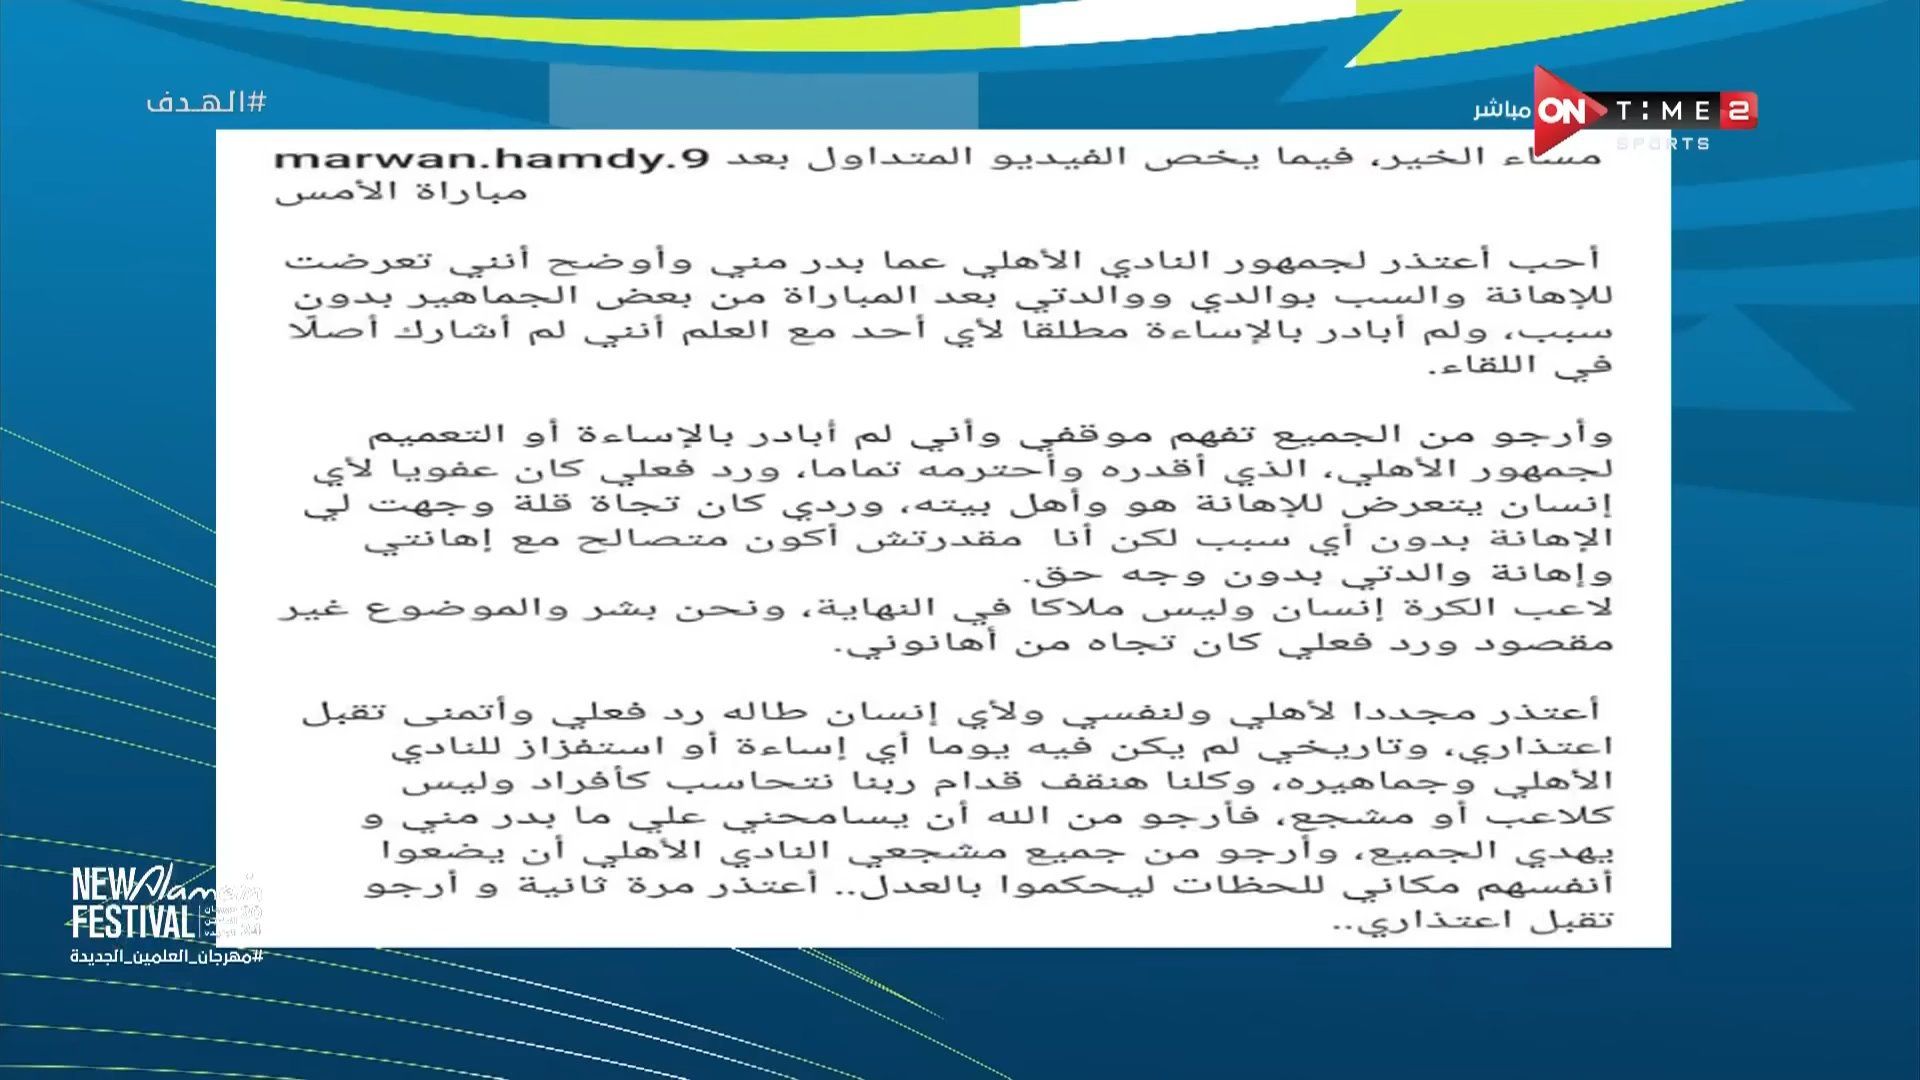 #الهدف
مباشر
ON TIME 2
SPORTS
marwan.hamdy.9 مساء الخير، فيما يخص الفيديو المتداول بعد
مباراة الأمس
أحب أعتذر لجمهور النادي الأهلي عما بدر مني وأوضح أنني تعرضت
للإهانة والسب بوالدي ووالدتي بعد المباراة من بعض الجماهير بدون
سبب، ولم أبادر بالإساءة مطلقا لأي أحد مع العلم أنني لم أشارك أصلًا
في اللقاء.
وأرجو من الجميع تفهم موقفي وأني لم أبادر بالإساءة أو التعميم
لجمهور الأهلي، الذي أقدره وأحترمه تماما، ورد فعلي كان عفويا لأي
إنسان يتعرض للإهانة هو وأهل بيته، وردي كان تجاة قلة وجهت لي
الإهانة بدون أي سبب لكن أنا مقدرتش أكون متصالح مع إهانتي
وإهانة والدتي بدون وجه حق.
لاعب الكرة إنسان وليس ملاكا في النهاية، ونحن بشر والموضوع غير
مقصود ورد فعلي كان تجاه من أهانوني.
أعتذر مجددا لأهلي ولنفسي ولأي إنسان طاله رد فعلي وأتمنى تقبل
اعتذاري، وتاريخي لم يكن فيه يوما أي إساءة أو استفزاز للنادي
الأهلي وجماهيره، وكلنا هنقف قدام ربنا نتحاسب كأفراد وليس
كلاعب أو مشجع، فأرجو من الله أن يسامحني علي ما بدر مني و
يهدي الجميع، وأرجو من جميع مشجعي النادي الأهلي أن يضعوا
أنفسهم مكاني للحظات ليحكموا بالعدل.. أعتذر مرة ثانية و أرجو
تقبل اعتذاري..
NEW Alamein
FESTIVAL
#مهرجان_العلمين_الجديدة